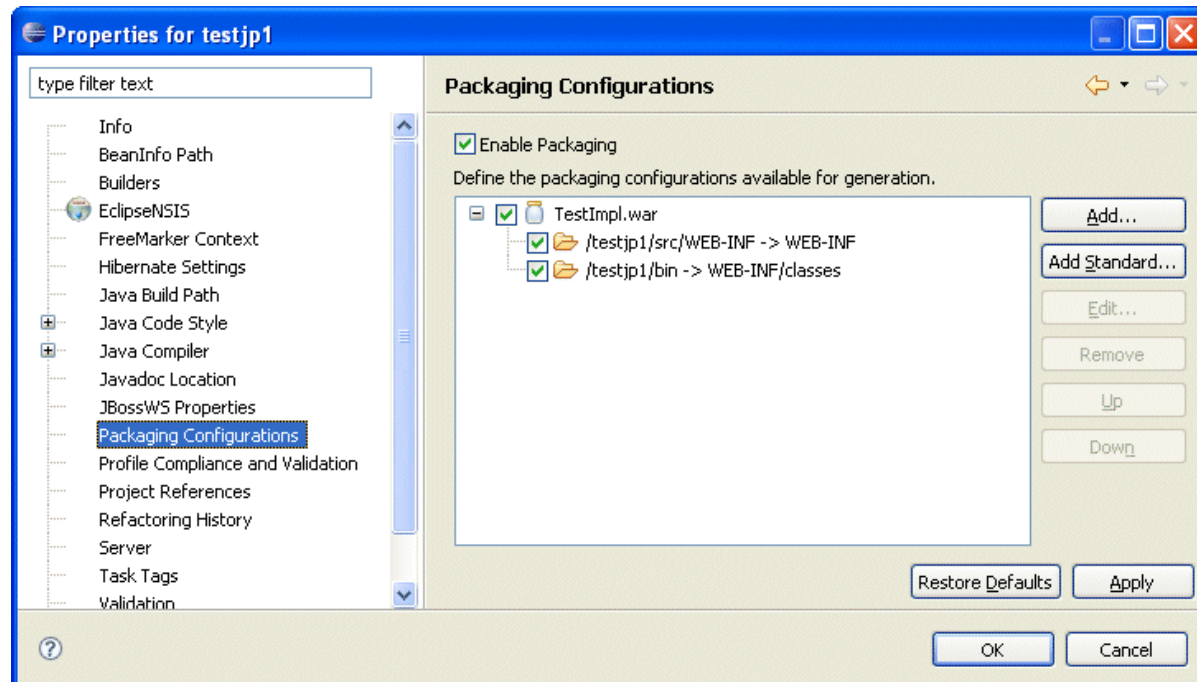 Properties for testjp1
type filter text
Info
BeanInfo Path
Builders
EclipseNSIS
FreeMarker Context
Hibernate Settings
Java Build Path
Java Code Style
Java Compiler
Javadoc Location
JBossWS Properties
Packaging Configurations
Profile Compliance and Validation
Project References
Refactoring History
Server
Task Tags
Validation
Packaging Configurations
Enable Packaging
Define the packaging configurations available for generation.
TestImpl.war
/testjp1/src/WEB-INF -> WEB-INF
/testjp1/bin -> WEB-INF/classes
Add...
Add Standard...
Edit...
Remove
Up
Down
Restore Defaults
Apply
OK
Cancel